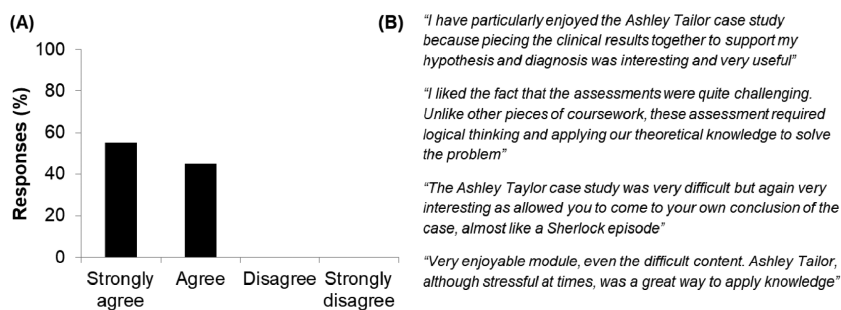 (A)
100
80
60
40
20
0
Responses (%)
Strongly
agree
Agree
Disagree
Strongly
disagree
(B)
“I have particularly enjoyed the Ashley Tailor case study
because piecing the clinical results together to support my
hypothesis and diagnosis was interesting and very useful”
“I liked the fact that the assessments were quite challenging.
Unlike other pieces of coursework, these assessment required
logical thinking and applying our theoretical knowledge to solve
the problem”
“The Ashley Taylor case study was very difficult but again very
interesting as allowed you to come to your own conclusion of the
case, almost like a Sherlock episode”
“Very enjoyable module, even the difficult content. Ashley Tailor,
although stressful at times, was a great way to apply knowledge”